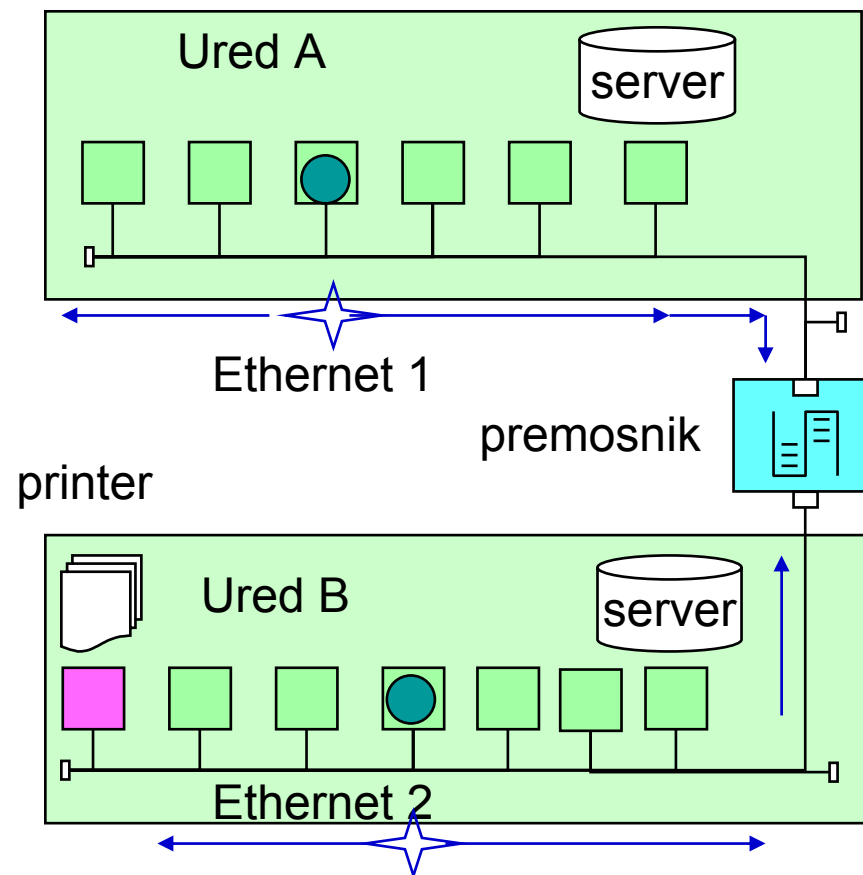 Ured A
server
Ethernet 1
premosnik
printer
Ured B
server
Ethernet 2